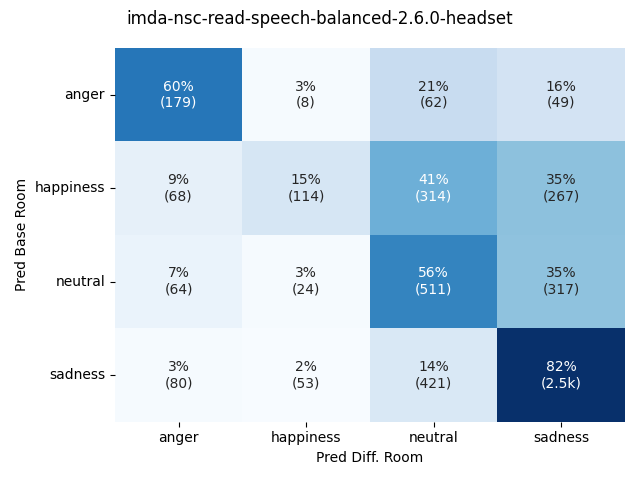 imda-nsc-read-speech-balanced-2.6.0-headset
Pred Base Room
anger
60%
(179)
3%
(8)
21%
(62)
16%
(49)
happiness
9%
(68)
15%
(114)
41%
(314)
35%
(267)
neutral
7%
(64)
3%
(24)
56%
(511)
35%
(317)
sadness
3%
(80)
2%
(53)
14%
(421)
82%
(2.5k)
anger
happiness
neutral
sadness
Pred Diff. Room